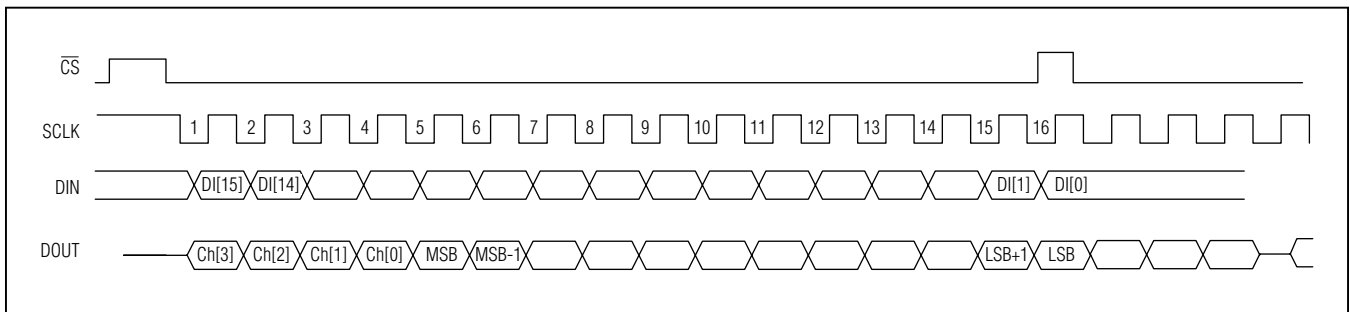 CS
SCLK 1 2 3 4 5 6 7 8 9 10 11 12 13 14 15 16
DIN DI[15] DI[14] DI[1] DI[0]
DOUT Ch[3] Ch[2] Ch[1] Ch[0] MSB MSB-1 LSB+1 LSB